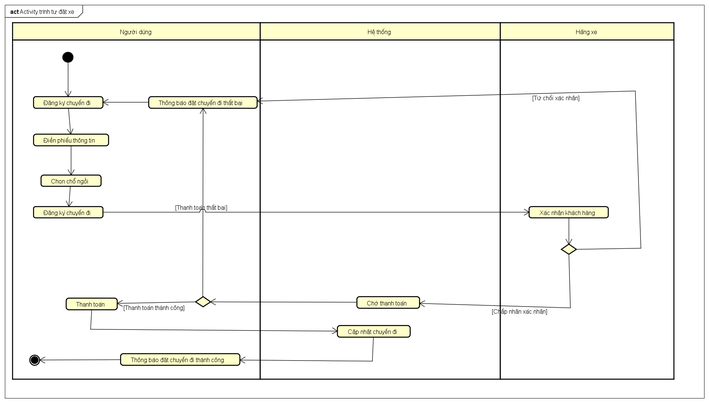 act Activity trình tự đặt xe
Người dùng
Hệ thống
Hãng xe
Đăng ký chuyến đi
Thông báo đặt chuyến đi thất bại
[Từ chối xác nhận]
Điền phiếu thông tin
Chọn chổ ngồi
Đăng ký chuyến đi
[Thanh toán thất bại]
Xác nhận khách hàng
Thanh toán
[Thanh toán thành công]
Chờ thanh toán
[Chấp nhận xác nhận]
Cập nhật chuyến đi
Thông báo đặt chuyến đi thành công